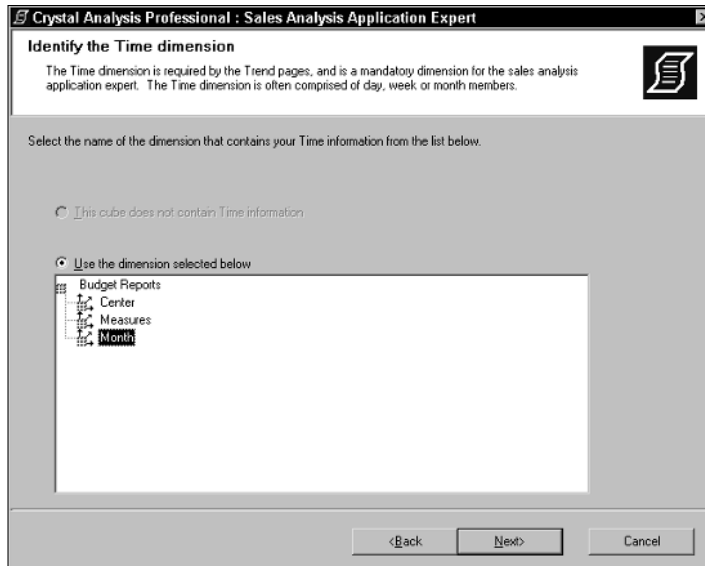 Crystal Analysis Professional : Sales Analysis Application Expert
Identify the Time dimension
The Time dimension is required by the Trend pages, and is a mandatory dimension for the sales analysis
application expert. The Time dimension is often comprised of day, week or month members.
Select the name of the dimension that contains your Time information from the list below.
This cube does not contain Time information
Use the dimension selected below
Budget Reports
Center
Measures
Month
<Back
Next>
Cancel